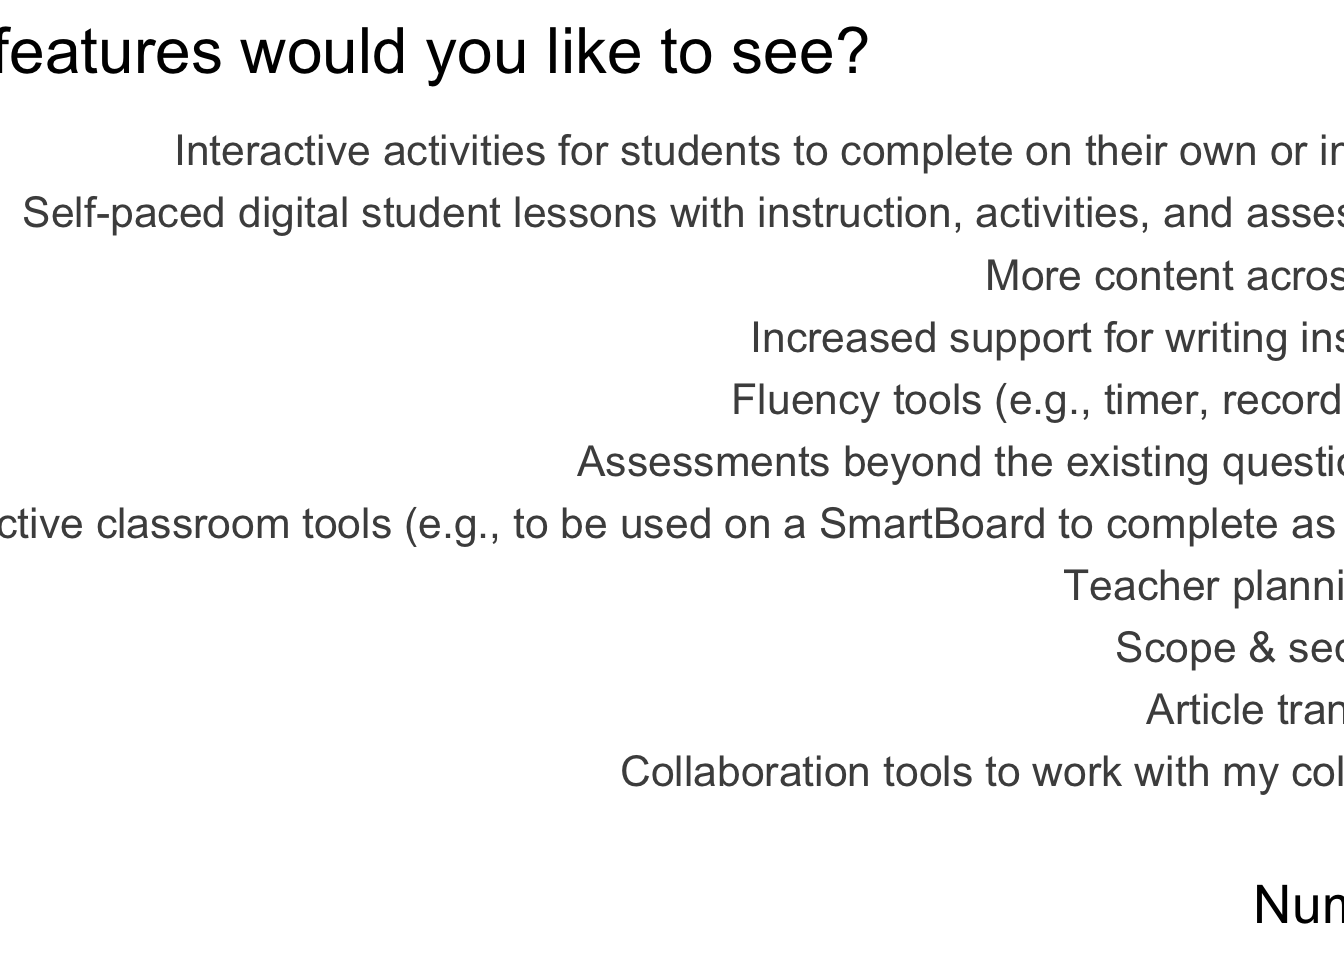 features would you like to see?
Interactive activities for students to complete on their own or in
Self-paced digital student lessons with instruction, activities, and asses
More content acros
Increased support for writing ins
Fluency tools (e.g., timer, record
Assessments beyond the existing questio
ctive classroom tools (e.g., to be used on a SmartBoard to complete as
Teacher planni
Scope & seq
Article tran
Collaboration tools to work with my col
Num